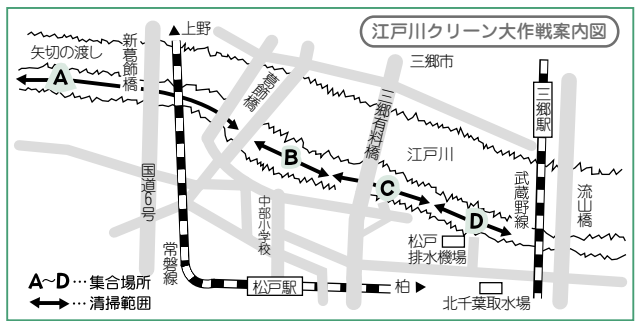 江戸川クリーン大作戦案内図
上野
矢切の渡し
新葛飾橋
葛飾橋
三郷市
三郷有料橋
三郷駅
江戸川
A
B
C
D
国道6号
中部小学校
武蔵野線
流山橋
常磐線
松戸
排水機場
松戸駅
柏
北千葉取水場
A〜D…集合場所
…清掃範囲